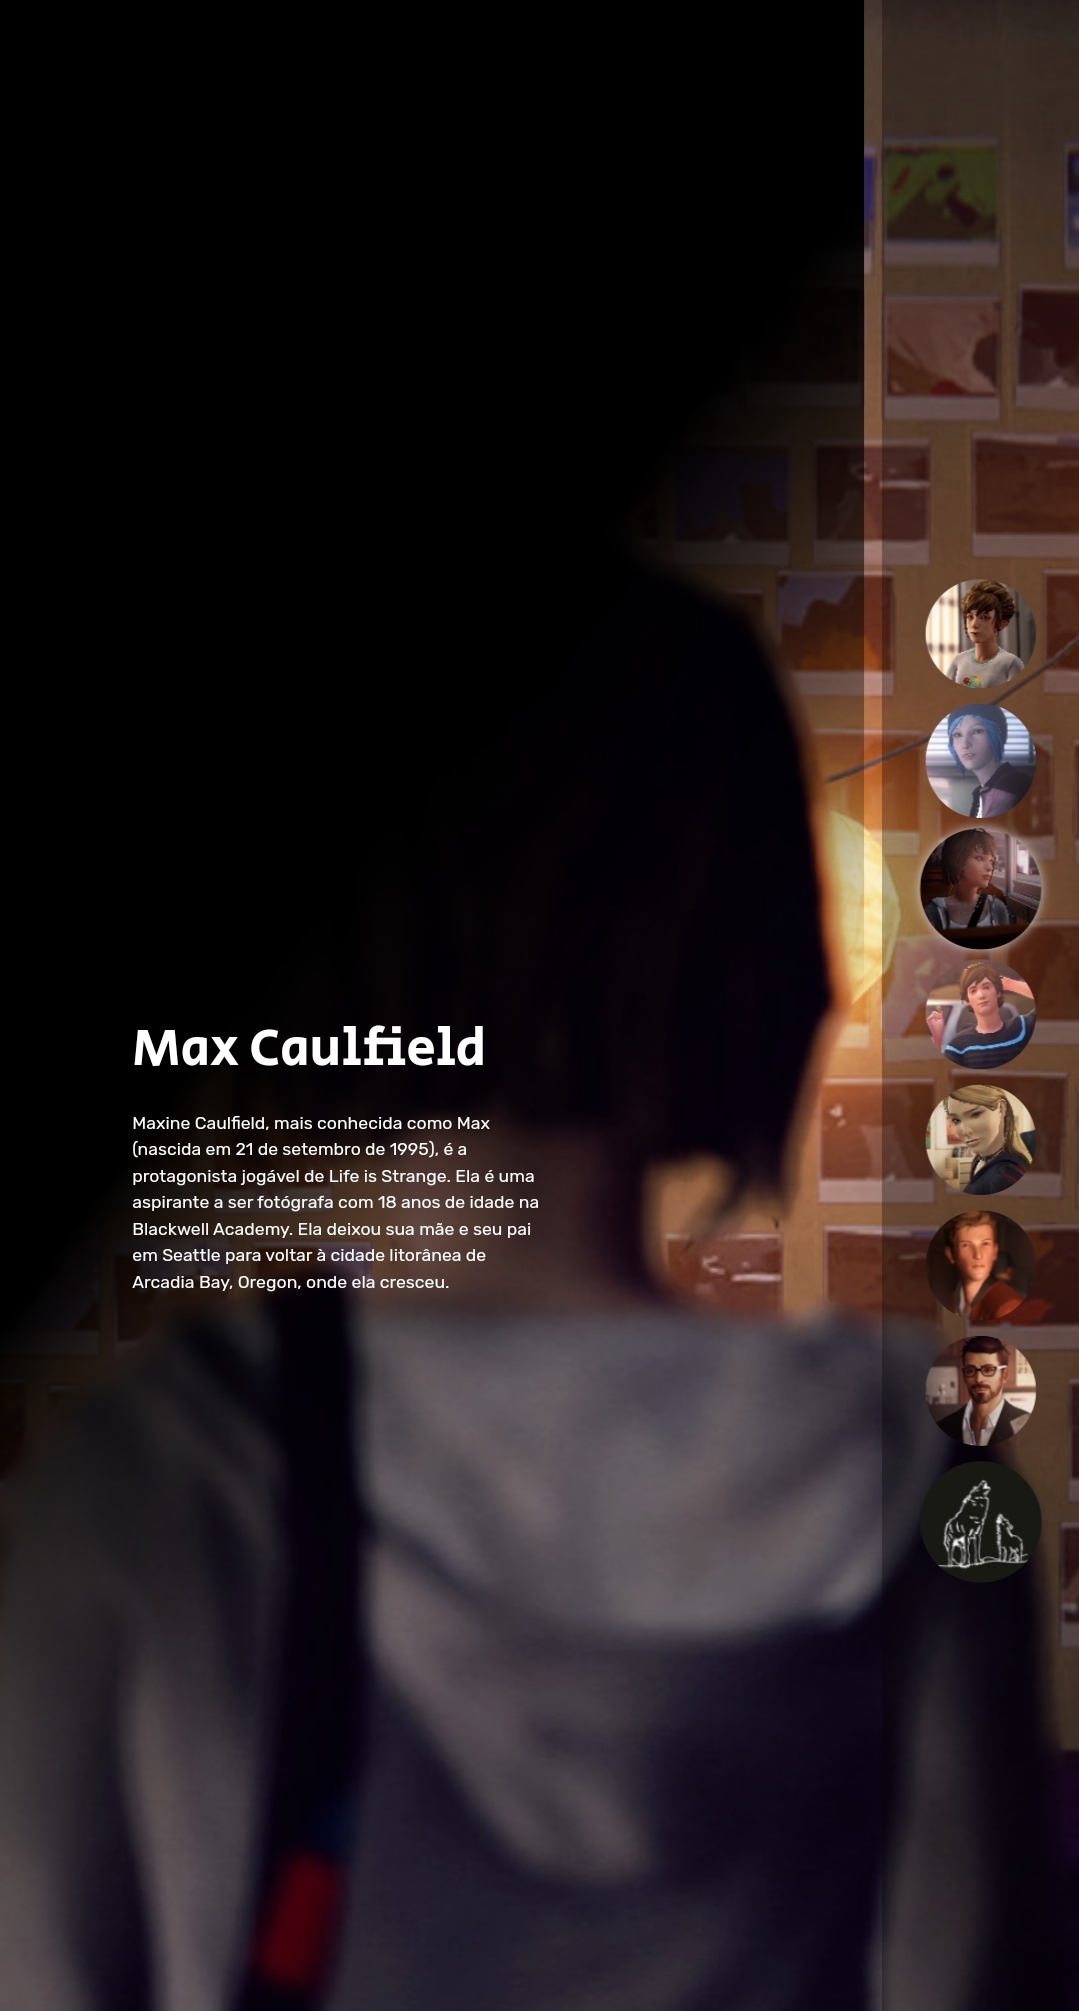 Max Caulfield
Maxine Caulfield, mais conhecida como Max
(nascida em 21 de setembro de 1995), é a
protagonista jogável de Life is Strange. Ela é uma
aspirante a ser fotógrafa com 18 anos de idade na
Blackwell Academy. Ela deixou sua mãe e seu pai
em Seattle para voltar à cidade litorânea de
Arcadia Bay, Oregon, onde ela cresceu.